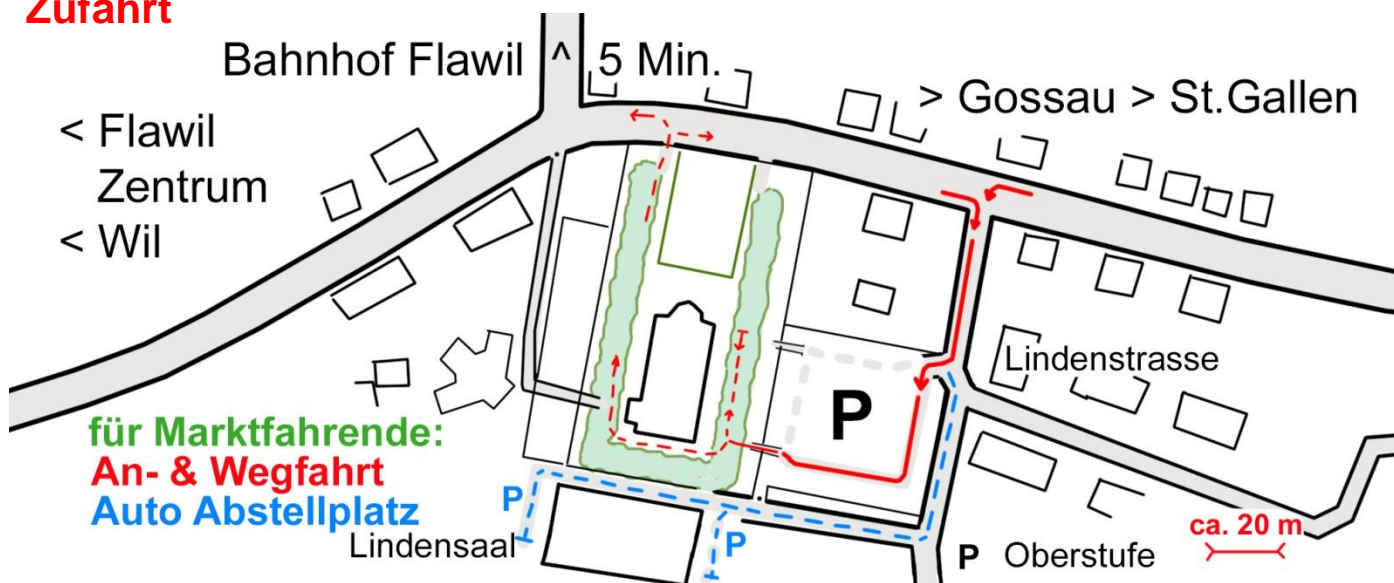 Zufahrt
Bahnhof Flawil ^ 5 Min.
> Gossau > St.Gallen
< Flawil
Zentrum
< Wil
Lindenstrasse
P
für Marktfahrende:
An- & Wegfahrt
Auto Abstellplatz
P
P
Lindensaal
P Oberstufe
ca. 20 m